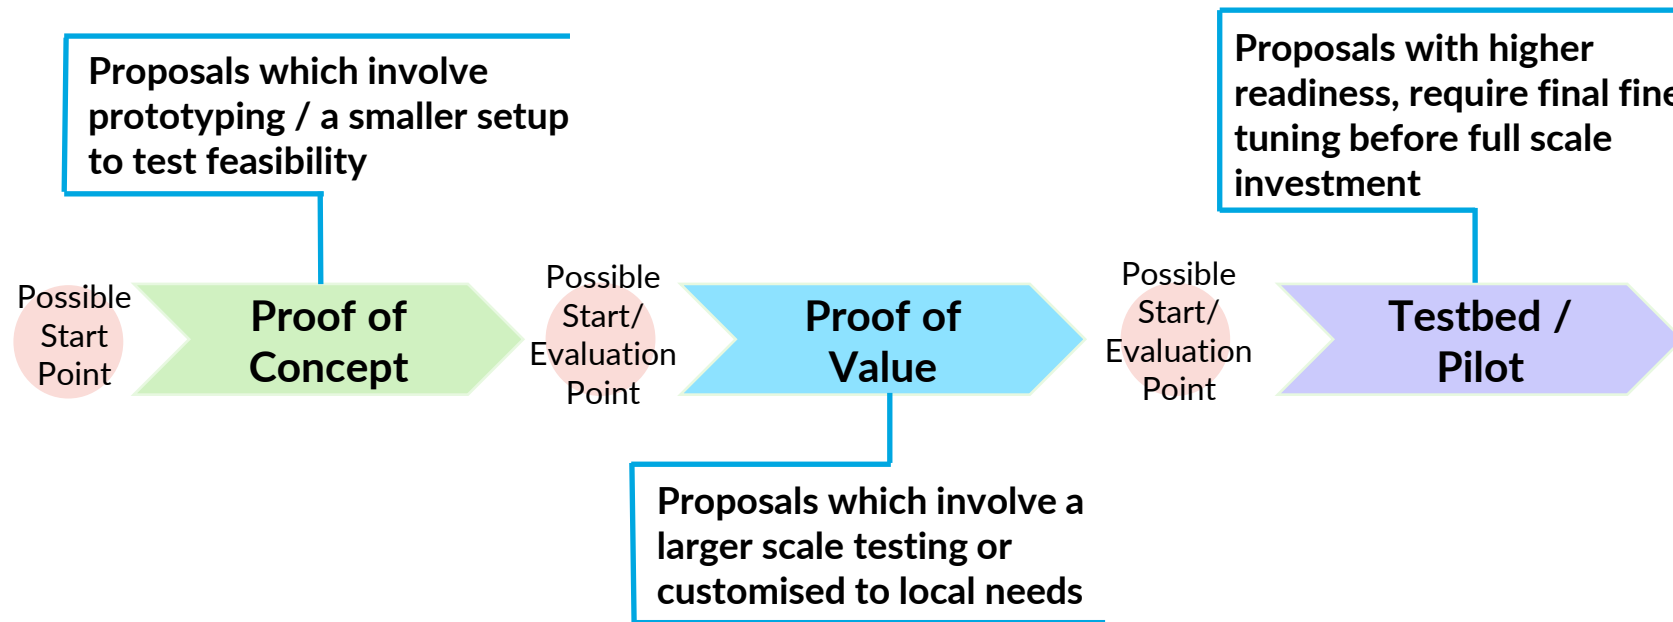 Proposals which involve
prototyping / a smaller setup
to test feasibility
Proposals with higher
readiness, require final fine
tuning before full scale
investment
Possible
Start
Point
Proof of
Concept
Possible
Start/
Evaluation
Point
Proof of
Value
Possible
Start/
Evaluation
Point
Testbed /
Pilot
Proposals which involve a
larger scale testing or
customised to local needs